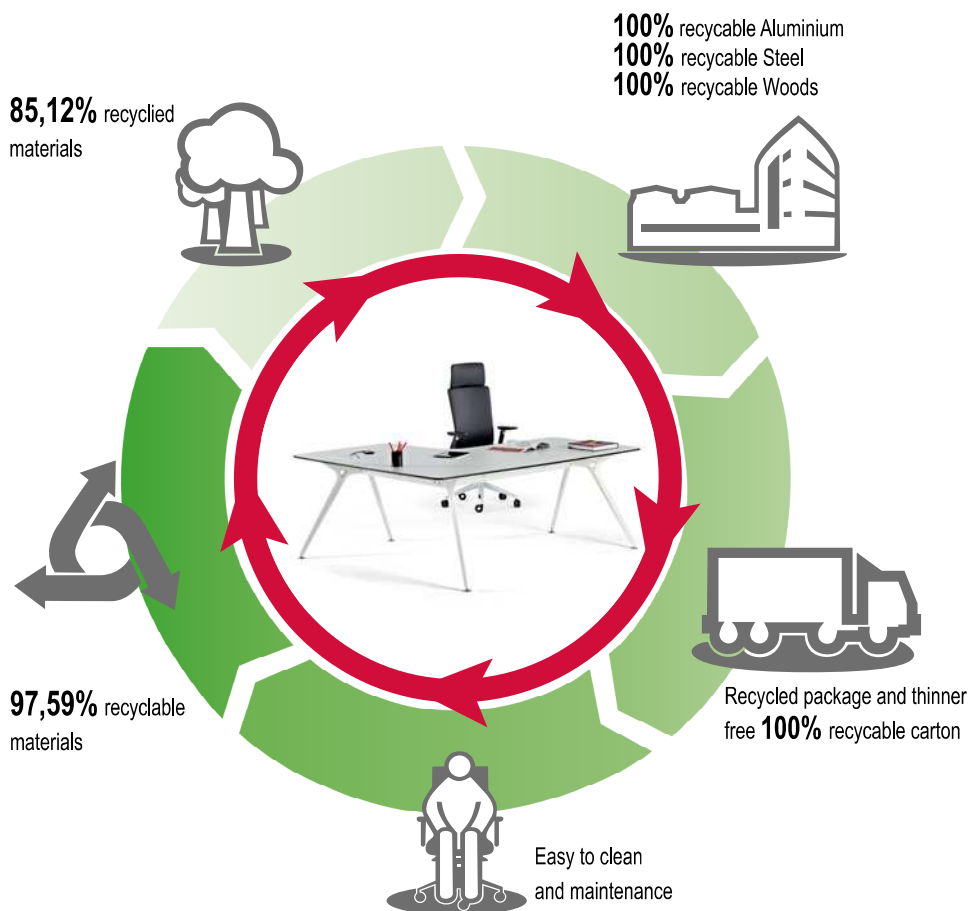 100% recycable Aluminium
100% recycable Steel
100% recycable Woods
85,12% recyclied
materials
Recycled package and thinner
free 100% recycable carton
97,59% recyclable
materials
Easy to clean
and maintenance